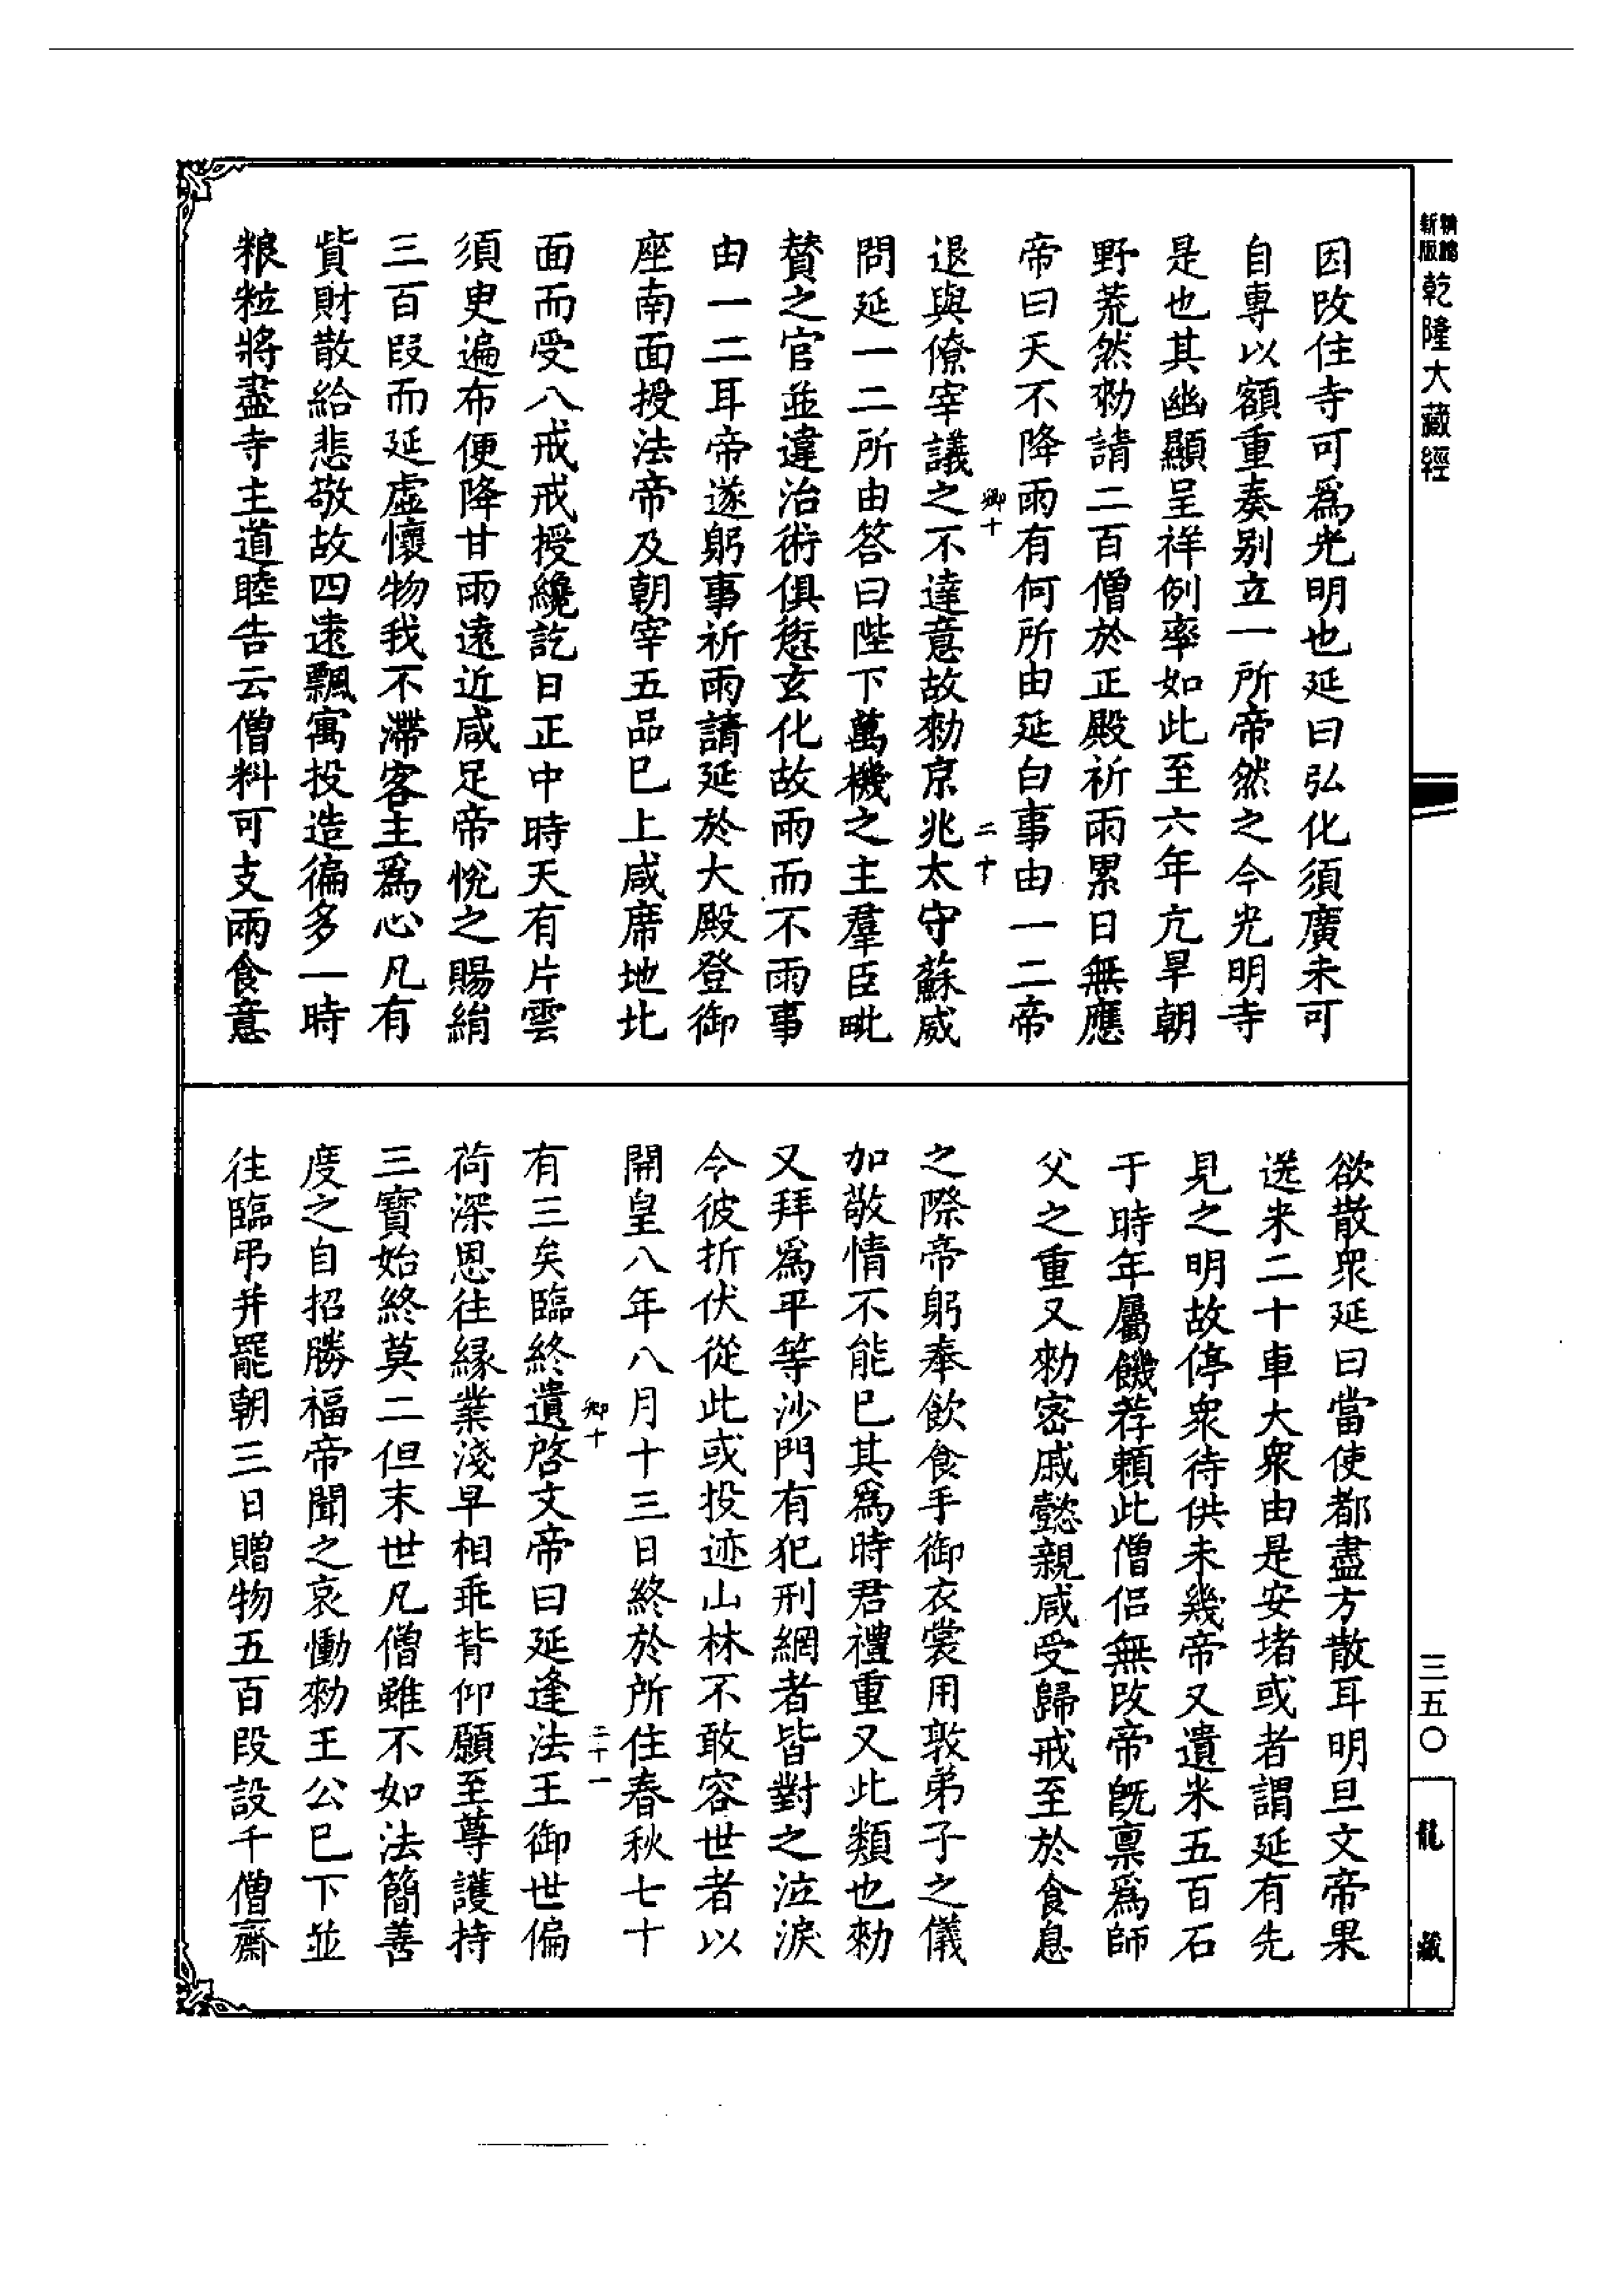 新版
精縮
乾隆大藏經
三五〇
龍藏
因改住寺可爲光明也延曰弘化須廣未可
自專以額重奏别立一所帝然之今光明寺
是也其幽顯呈祥例率如此至六年亢旱朝
野荒然勑請二百僧於正殿祈雨累日無應
帝曰天不降雨有何所由延白事由一二帝
卿十
二十
退與僚宰議之不達意故勑京兆太守蘇威
問延一二所由答曰陛下萬機之主羣臣毗
贊之官並違治術俱愆玄化故雨而不雨事
由一二耳帝遂躬事祈雨請延於大殿登御
座南面授法帝及朝宰五品巳上咸席地北
面而受八戒戒授纔訖日正中時天有片雲
須臾遍布便降甘雨遠近咸足帝悅之賜絹
三百段而延虛懷物我不滯客主爲心凡有
貲財散給悲敬故四遠飄寓投造徧多一時
粮粒將盡寺主道睦告云僧料可支兩食意
欲散衆延曰當使都盡方散耳明旦文帝果
送米二十車大衆由是安堵或者謂延有先
見之明故停衆待供未幾帝又遺米五百石
于時年屬饑荐賴此僧侣無改帝旣禀爲師
父之重又勑密戚懿親咸受歸戒至於食息
之際帝躬奉飲食手御衣裳用敦弟子之儀
加敬情不能巳其爲時君禮重又此類也勑
又拜爲平等沙門有犯刑網者皆對之泣淚
令彼折伏從此或投迹山林不敢容世者以
開皇八年八月十三日終於所住春秋七十
卿十
二十一
有三矣臨終遺啓文帝曰延逢法王御世偏
荷深恩往緣業淺早相乖背仰願至尊護持
三寶始終莫二但末世凡僧雖不如法簡善
度之自招勝福帝聞之哀慟勑王公巳下並
往臨弔并罷朝三日贈物五百段設千僧齋